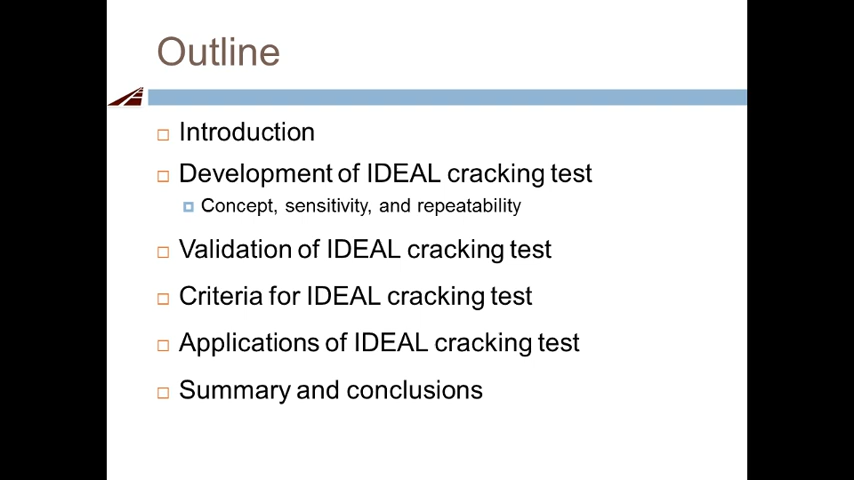 Outline
Introduction
Development of IDEAL cracking test
Concept, sensitivity, and repeatability
Validation of IDEAL cracking test
Criteria for IDEAL cracking test
Applications of IDEAL cracking test
Summary and conclusions